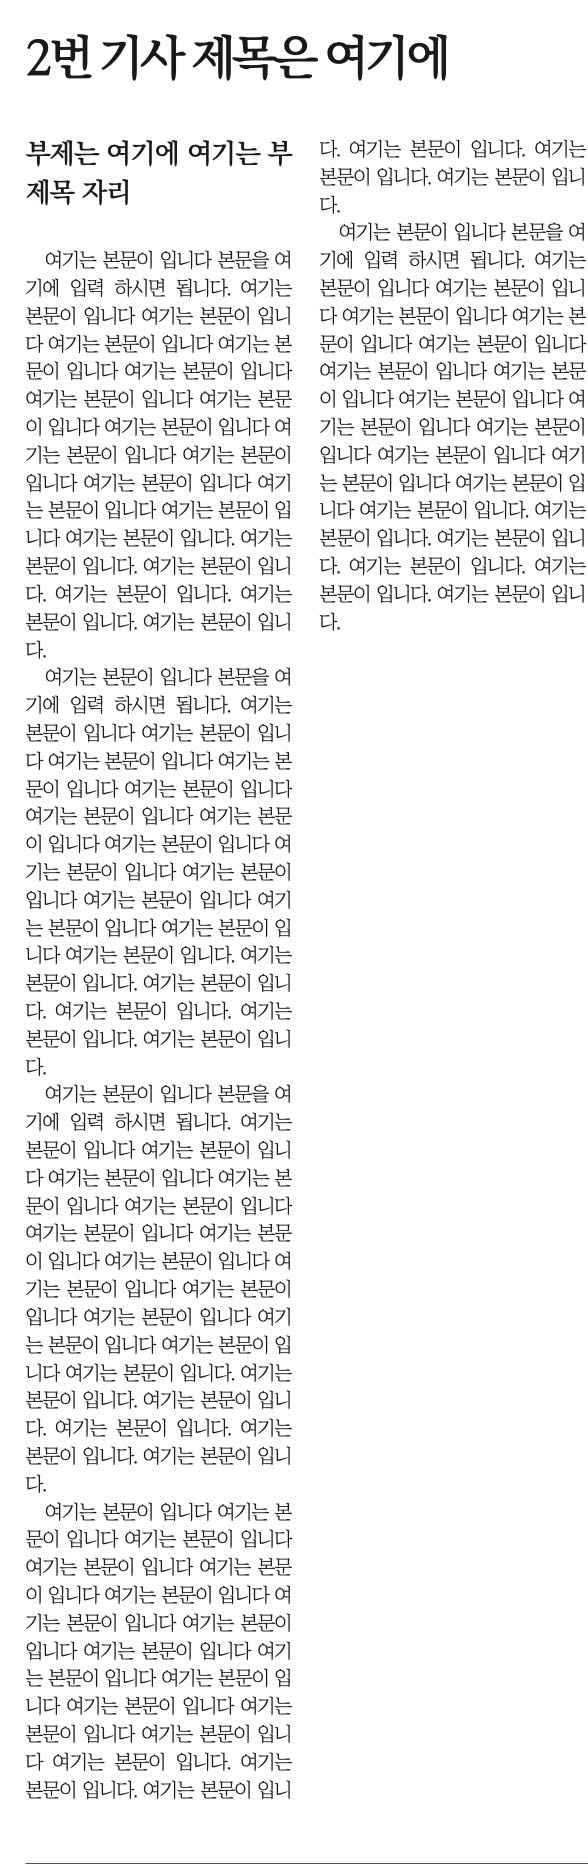 2번 기사 제목은 여기에
부제는 여기에 여기는 부
제목 자리
여기는 본문이 입니다 본문을 여
기에 입력 하시면 됩니다. 여기는
본문이 입니다 여기는 본문이 입니
다 여기는 본문이 입니다 여기는 본
문이 입니다 여기는 본문이 입니다
여기는 본문이 입니다 여기는 본문
이 입니다 여기는 본문이 입니다 여
기는 본문이 입니다 여기는 본문이
입니다 여기는 본문이 입니다 여기
는 본문이 입니다 여기는 본문이 입
니다 여기는 본문이 입니다. 여기는
본문이 입니다. 여기는 본문이 입니
다. 여기는 본문이 입니다. 여기는
본문이 입니다. 여기는 본문이 입니
다.
여기는 본문이 입니다 본문을 여
기에 입력 하시면 됩니다. 여기는
본문이 입니다 여기는 본문이 입니
다 여기는 본문이 입니다 여기는 본
문이 입니다 여기는 본문이 입니다
여기는 본문이 입니다 여기는 본문
이 입니다 여기는 본문이 입니다 여
기는 본문이 입니다 여기는 본문이
입니다 여기는 본문이 입니다 여기
는 본문이 입니다 여기는 본문이 입
니다 여기는 본문이 입니다. 여기는
본문이 입니다. 여기는 본문이 입니
다. 여기는 본문이 입니다. 여기는
본문이 입니다. 여기는 본문이 입니
다.
여기는 본문이 입니다 본문을 여
기에 입력 하시면 됩니다. 여기는
본문이 입니다 여기는 본문이 입니
다 여기는 본문이 입니다 여기는 본
문이 입니다 여기는 본문이 입니다
여기는 본문이 입니다 여기는 본문
이 입니다 여기는 본문이 입니다 여
기는 본문이 입니다 여기는 본문이
입니다 여기는 본문이 입니다 여기
는 본문이 입니다 여기는 본문이 입
니다 여기는 본문이 입니다. 여기는
본문이 입니다. 여기는 본문이 입니
다. 여기는 본문이 입니다. 여기는
본문이 입니다. 여기는 본문이 입니
다.
여기는 본문이 입니다 여기는 본
문이 입니다 여기는 본문이 입니다
여기는 본문이 입니다 여기는 본문
이 입니다 여기는 본문이 입니다 여
기는 본문이 입니다 여기는 본문이
입니다 여기는 본문이 입니다 여기
는 본문이 입니다 여기는 본문이 입
니다 여기는 본문이 입니다 여기는
본문이 입니다 여기는 본문이 입니
다 여기는 본문이 입니다. 여기는
본문이 입니다. 여기는 본문이 입니
다. 여기는 본문이 입니다. 여기는
본문이 입니다. 여기는 본문이 입니
다.
여기는 본문이 입니다 본문을 여
기에 입력 하시면 됩니다. 여기는
본문이 입니다 여기는 본문이 입니
다 여기는 본문이 입니다 여기는 본
문이 입니다 여기는 본문이 입니다
여기는 본문이 입니다 여기는 본문
이 입니다 여기는 본문이 입니다 여
기는 본문이 입니다 여기는 본문이
입니다 여기는 본문이 입니다 여기
는 본문이 입니다 여기는 본문이 입
니다 여기는 본문이 입니다. 여기는
본문이 입니다. 여기는 본문이 입니
다. 여기는 본문이 입니다. 여기는
본문이 입니다. 여기는 본문이 입니
다.